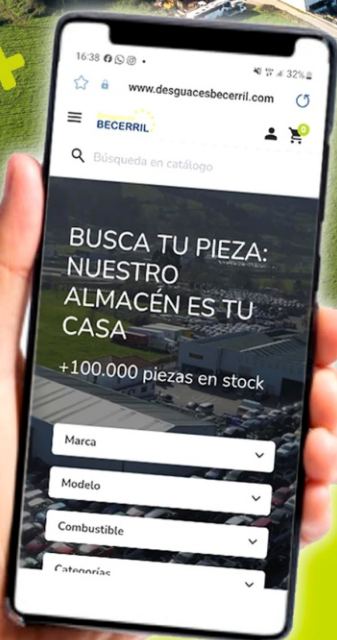 16:38
32%
www.desguacesbecerril.com
BECERRIL
0
Búsqueda en catálogo
BUSCA TU PIEZA:
NUESTRO
ALMACÉN ES TU
CASA
+100.000 piezas en stock
Marca
Modelo
Combustible
Categorías